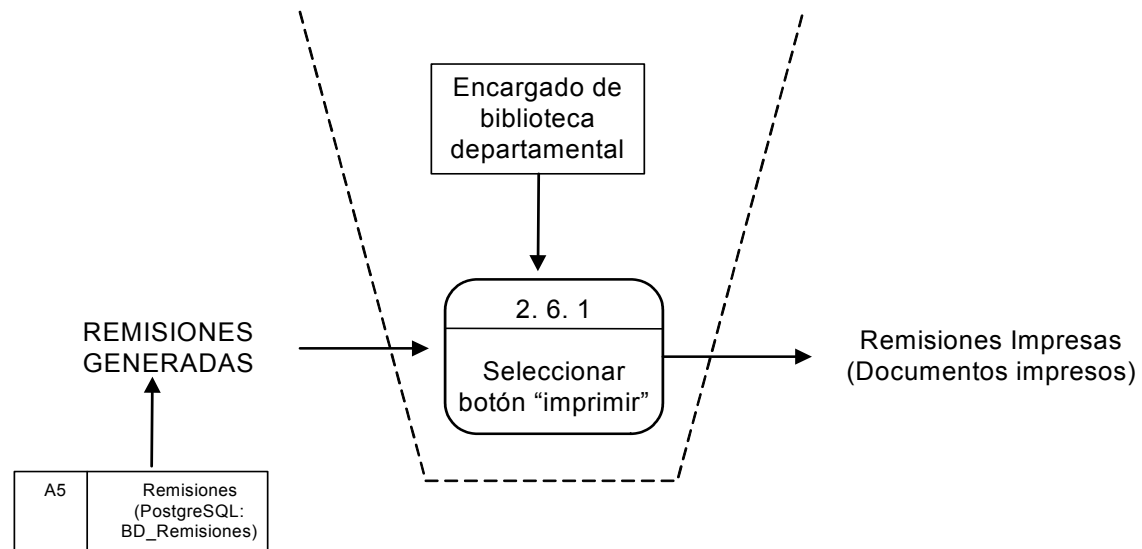 Encargado de
biblioteca
departamental
2. 6. 1
Seleccionar
botón “imprimir”
REMISIONES
GENERADAS
Remisiones Impresas
(Documentos impresos)
A5
Remisiones
(PostgreSQL:
BD_Remisiones)